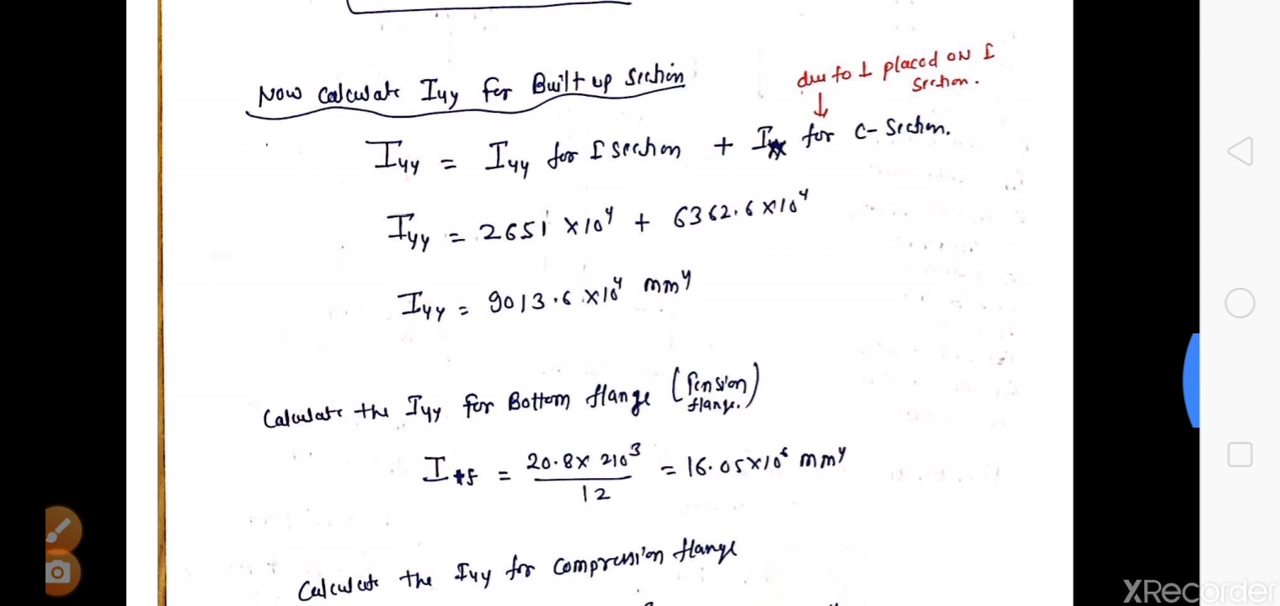 due to ⊥ placed on I
section.
Now Calculate Iyy for Built up Section
Iyy = Iyy for I section + Ixx for C-Section.
Iyy = 2651 ×10⁴ + 6362.6×10⁴
Iyy = 9013.6×10⁴ mm⁴
Calculate the Iyy for Bottom flange (Tension
flange.)
Itf = 20.8× 210³ / 12 = 16.05×10⁶ mm⁴
Calculate the Iyy for compression flange
XRecorder